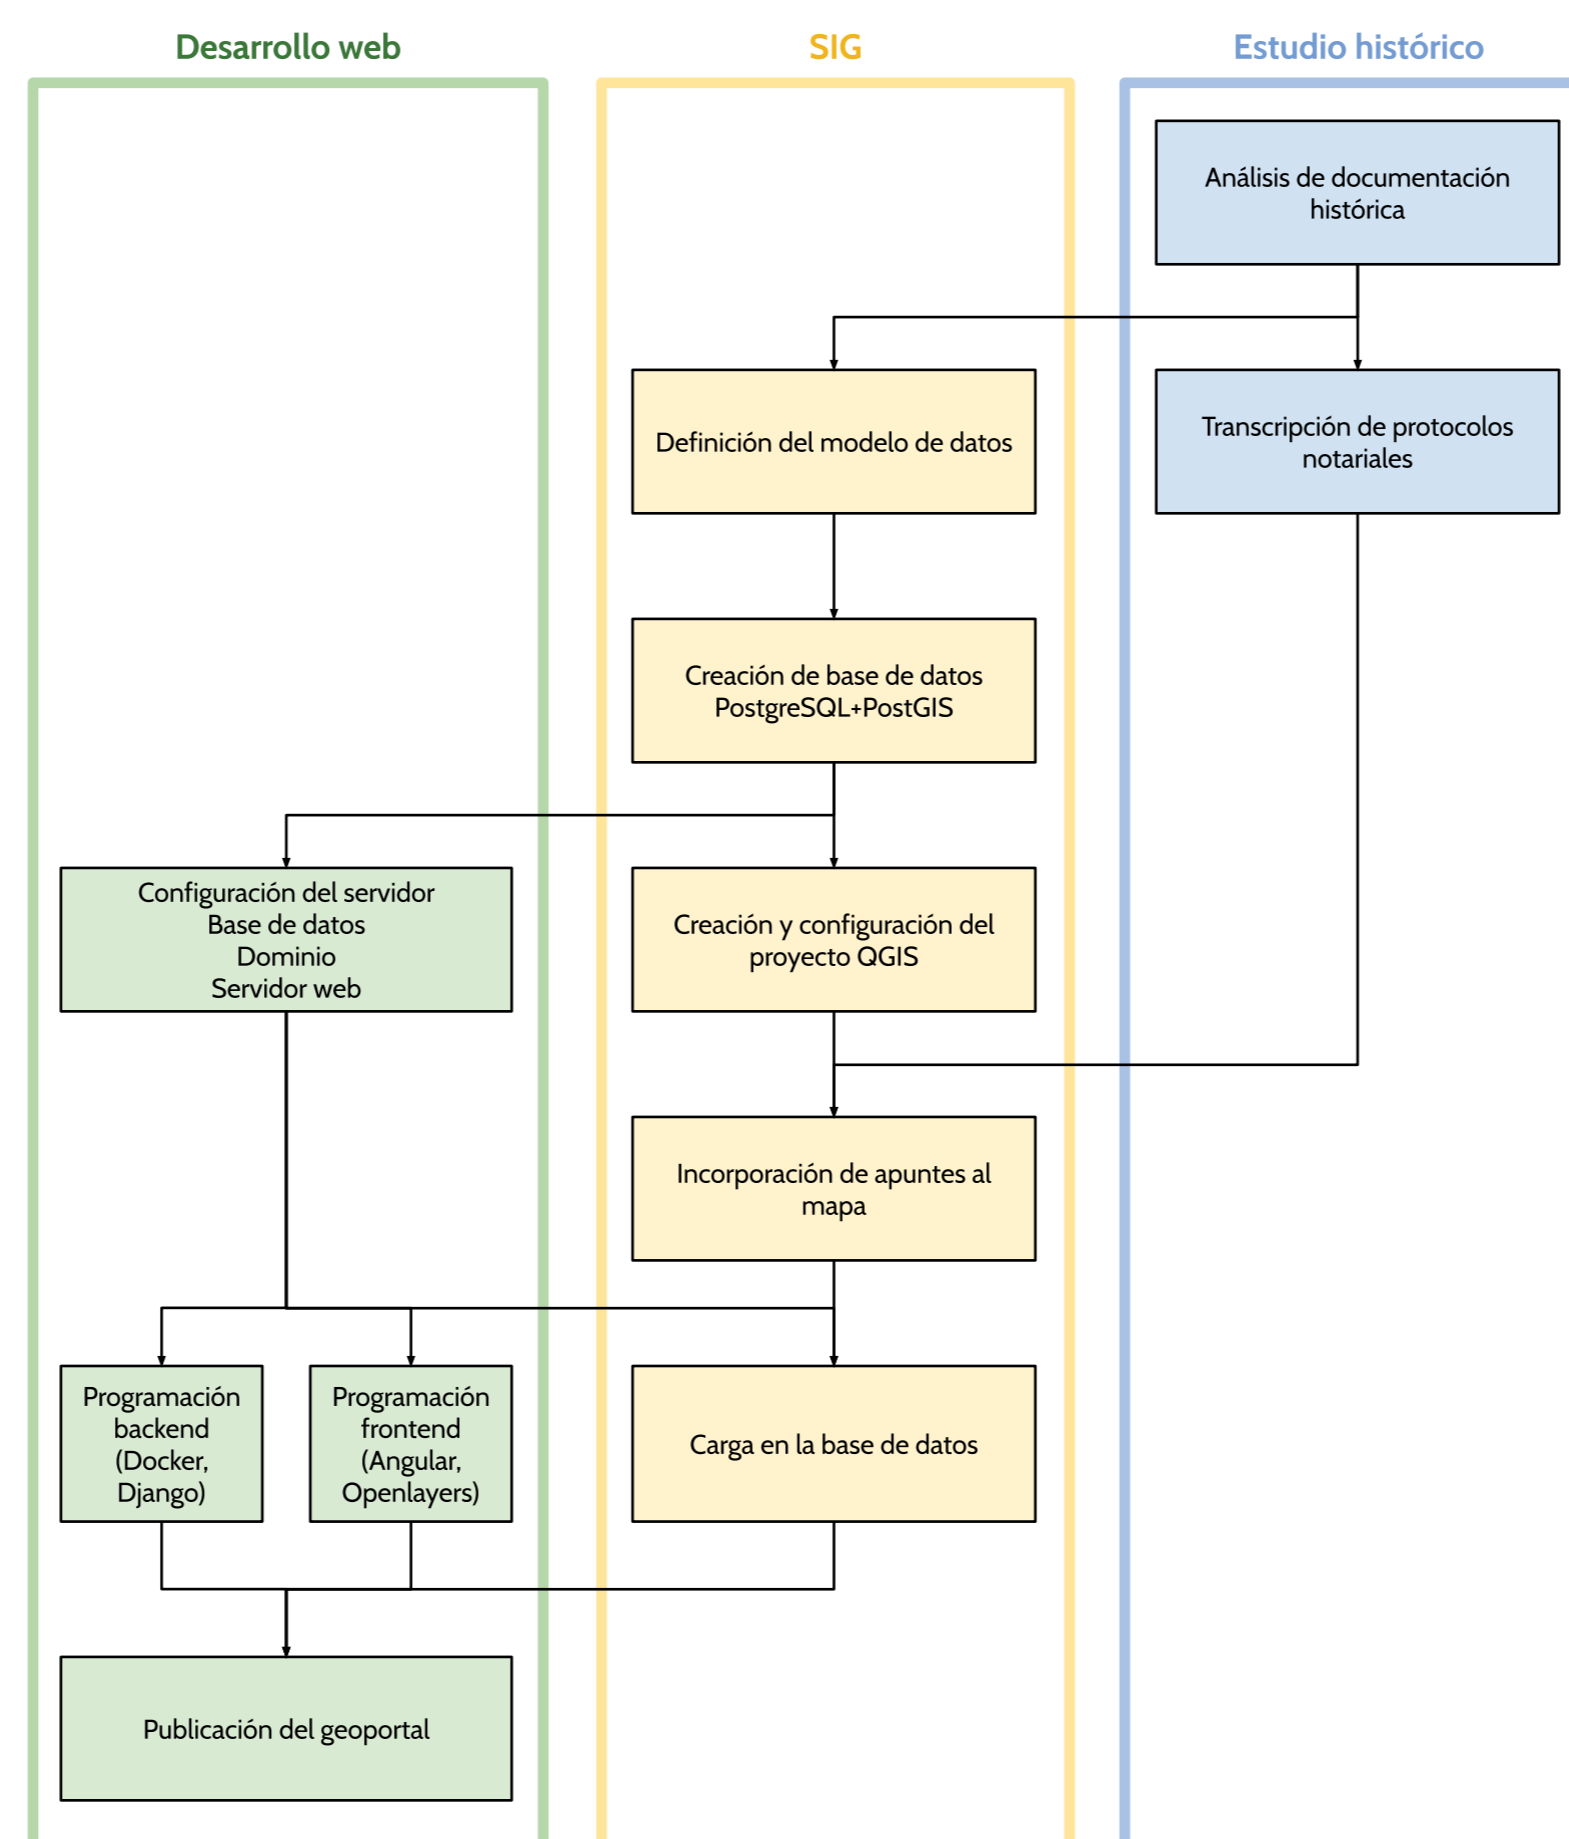 Desarrollo web
SIG
Estudio histórico
Análisis de documentación
histórica
Definición del modelo de datos
Transcripción de protocolos
notariales
Creación de base de datos
PostgreSQL+PostGIS
Configuración del servidor
Base de datos
Dominio
Servidor web
Creación y configuración del
proyecto QGIS
Incorporación de apuntes al
mapa
Programación
backend
(Docker,
Django)
Programación
frontend
(Angular,
Openlayers)
Carga en la base de datos
Publicación del geoportal